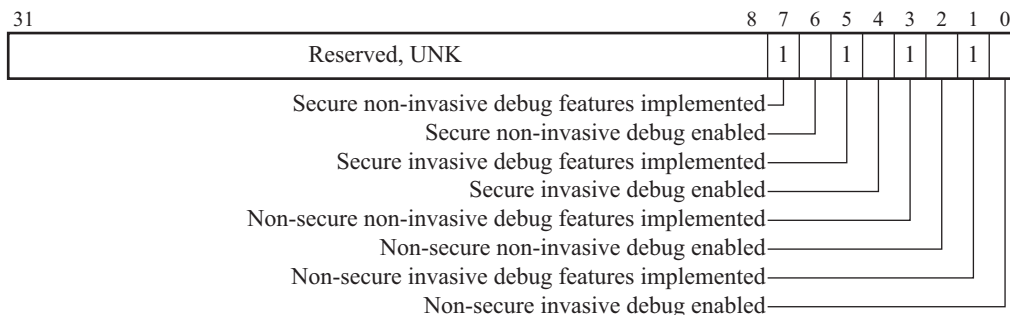 31 8 7 6 5 4 3 2 1 0
Reserved, UNK 1 1 1 1
Secure non-invasive debug features implemented
Secure non-invasive debug enabled
Secure invasive debug features implemented
Secure invasive debug enabled
Non-secure non-invasive debug features implemented
Non-secure non-invasive debug enabled
Non-secure invasive debug features implemented
Non-secure invasive debug enabled